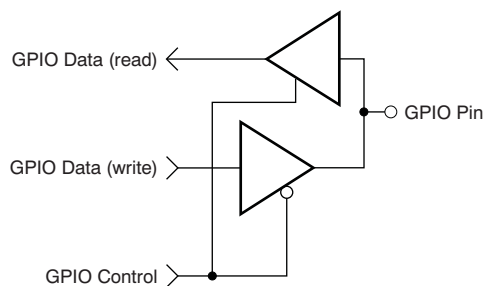 GPIO Data (read)
GPIO Pin
GPIO Data (write)
GPIO Control